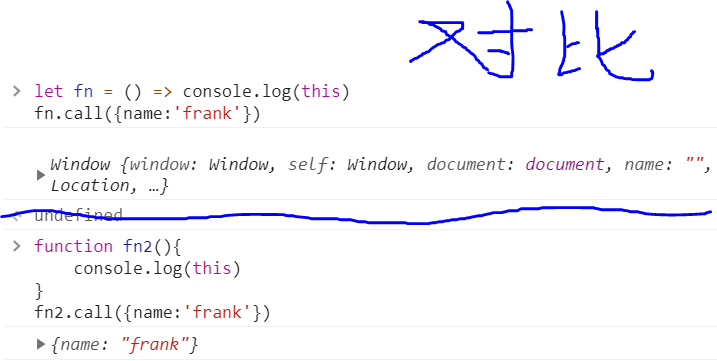 对比
> let fn = () => console.log(this)
fn.call({name:'frank'})
▶ Window {window: Window, self: Window, document: document, name: "",
Location, …}
undefined
> function fn2(){
console.log(this)
}
fn2.call({name:'frank'})
▶ {name: "frank"}